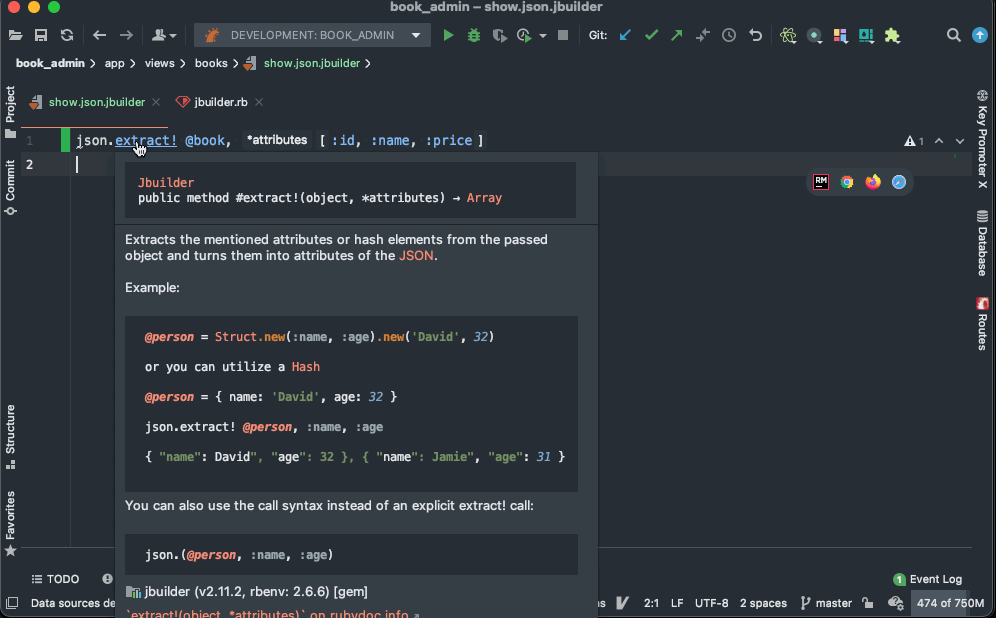 book_admin – show.json.jbuilder
DEVELOPMENT: BOOK_ADMIN
Git:
book_admin
app
views
books
show.json.jbuilder
show.json.jbuilder
jbuilder.rb
1
json.extract! @book, *attributes [ :id, :name, :price ]
1
2
RM
Jbuilder
public method #extract!(object, *attributes) → Array
Extracts the mentioned attributes or hash elements from the passed
object and turns them into attributes of the JSON.
Example:
@person = Struct.new(:name, :age).new('David', 32)
or you can utilize a Hash
@person = { name: 'David', age: 32 }
json.extract! @person, :name, :age
{ "name": David", "age": 32 }, { "name": Jamie", "age": 31 }
You can also use the call syntax instead of an explicit extract! call:
json.(@person, :name, :age)
jbuilder (v2.11.2, rbenv: 2.6.6) [gem]
`extract!(object, *attributes)` on rubydoc.info
Project
Commit
Structure
Favorites
Key Promoter X
Database
Routes
TODO
1
Event Log
Data sources de
2:1
LF
UTF-8
2 spaces
master
474 of 750M